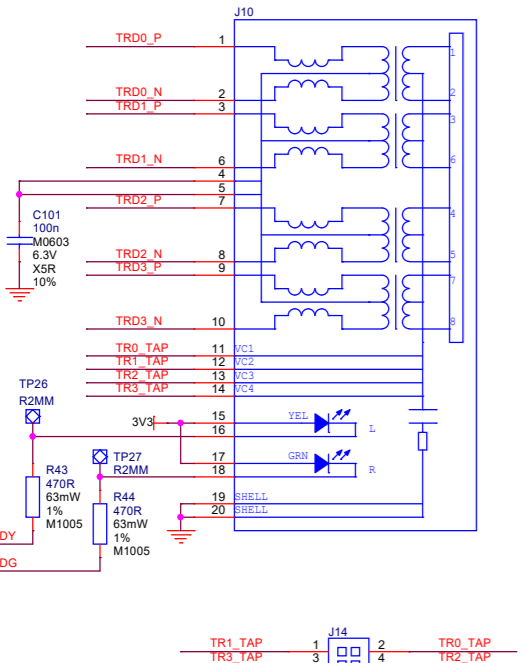 J10
TRD0_P 1
1
TRD0_N 2
2
TRD1_P 3
3
TRD1_N 6
6
4
5
TRD2_P 7
4
C101
100n
M0603
6.3V
X5R
10%
TRD2_N 8
5
TRD3_P 9
7
TRD3_N 10
8
TR0_TAP 11 VC1
TR1_TAP 12 VC2
TR2_TAP 13 VC3
TR3_TAP 14 VC4
TP26
R2MM
3V3 15 YEL
16 L
17 GRN
18 R
TP27
R2MM
R43
470R
63mW
1%
M1005
R44
470R
63mW
1%
M1005
19 SHELL
20 SHELL
DY
DG
J14
TR1_TAP 1 2 TR0_TAP
TR3_TAP 3 4 TR2_TAP